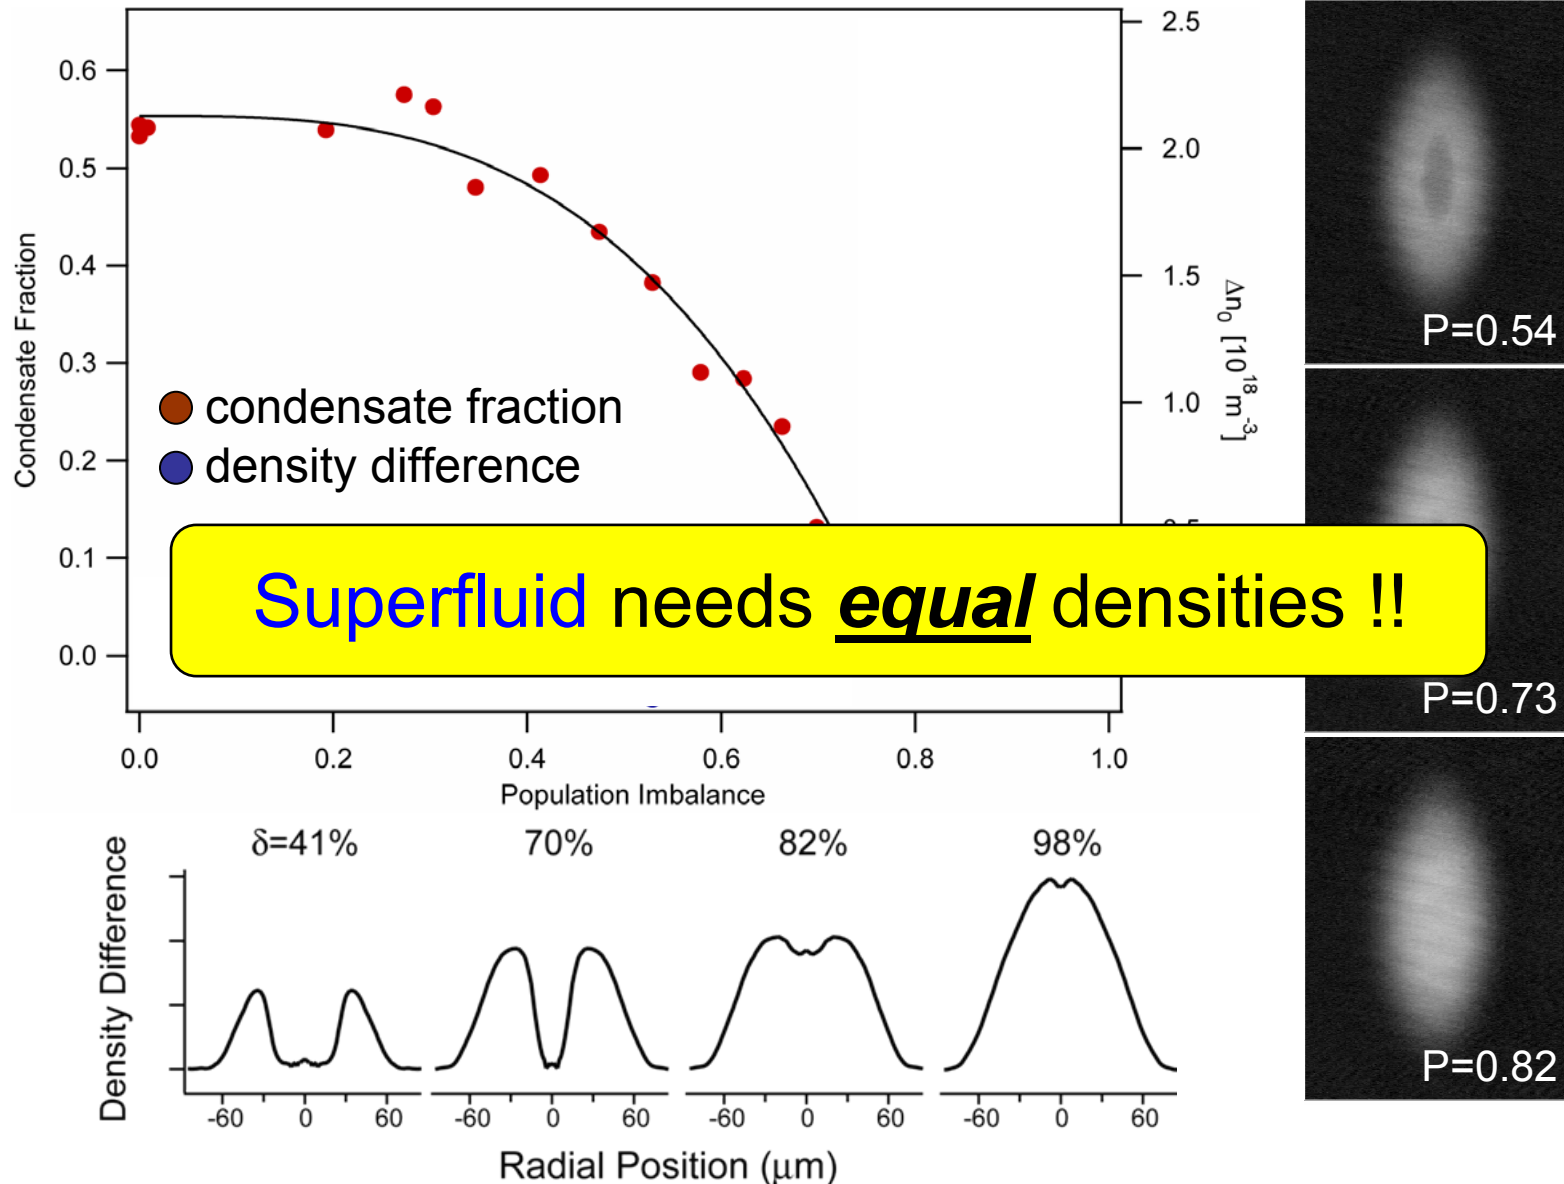 2.5
0.6
2.0
0.5
Condensate Fraction
0.4
1.5
Δn₀ [10¹⁸ m⁻³]
0.3
1.0
condensate fraction
density difference
0.2
0.1
Superfluid needs equal densities !!
0.0
0.0 0.2 0.4 0.6 0.8 1.0
Population Imbalance
P=0.54
P=0.73
P=0.82
δ=41% 70% 82% 98%
Density Difference
-60 0 60 -60 0 60 -60 0 60 -60 0 60
Radial Position (μm)